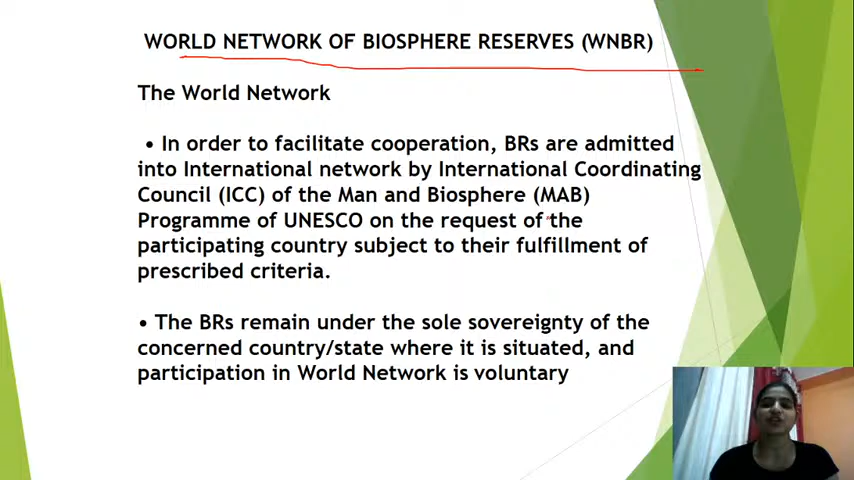 WORLD NETWORK OF BIOSPHERE RESERVES (WNBR)
The World Network
• In order to facilitate cooperation, BRs are admitted
into International network by International Coordinating
Council (ICC) of the Man and Biosphere (MAB)
Programme of UNESCO on the request of the
participating country subject to their fulfillment of
prescribed criteria.
• The BRs remain under the sole sovereignty of the
concerned country/state where it is situated, and
participation in World Network is voluntary